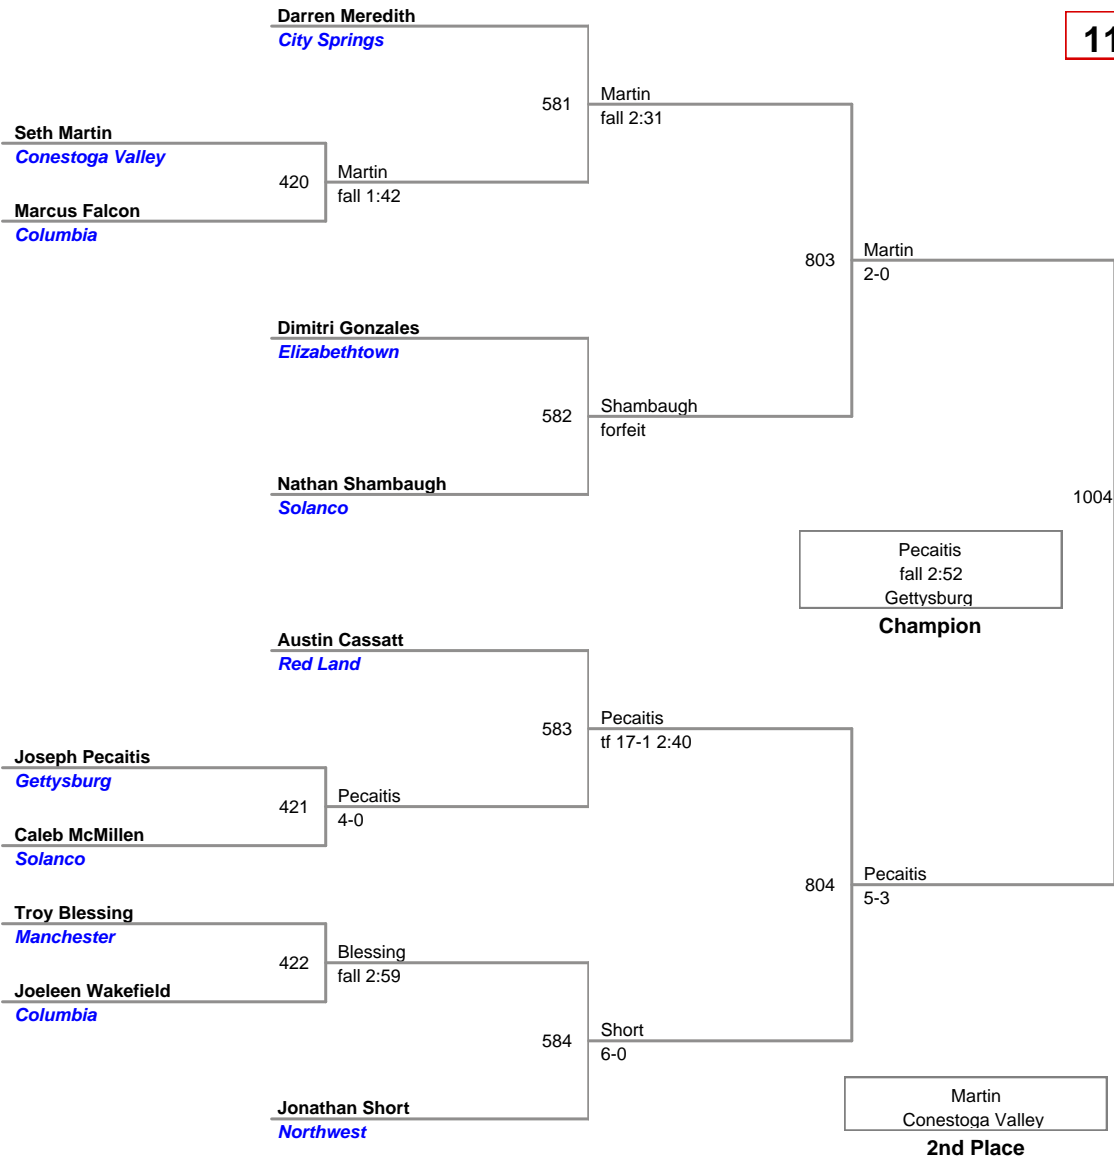 Darren Meredith
City Springs
11
581
Martin
fall 2:31
Seth Martin
Conestoga Valley
420
Martin
fall 1:42
Marcus Falcon
Columbia
803
Martin
2-0
Dimitri Gonzales
Elizabethtown
582
Shambaugh
forfeit
Nathan Shambaugh
Solanco
1004
Pecaitis
fall 2:52
Gettysburg
Champion
Austin Cassatt
Red Land
583
Pecaitis
tf 17-1 2:40
Joseph Pecaitis
Gettysburg
421
Pecaitis
4-0
Caleb McMillen
Solanco
804
Pecaitis
5-3
Troy Blessing
Manchester
422
Blessing
fall 2:59
Joeleen Wakefield
Columbia
584
Short
6-0
Jonathan Short
Northwest
Martin
Conestoga Valley
2nd Place